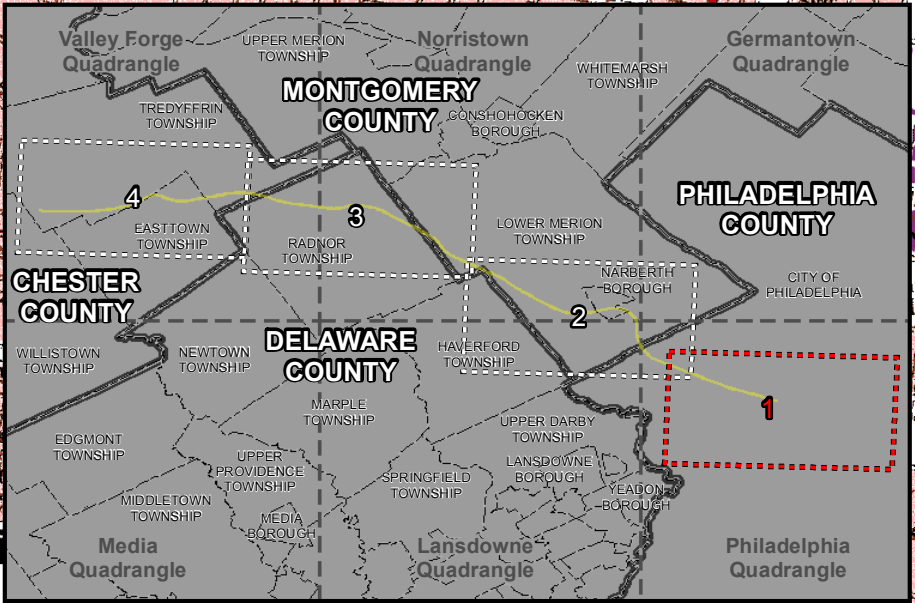 Valley Forge
Quadrangle
UPPER MERION
TOWNSHIP
Norristown
Quadrangle
Germantown
Quadrangle
WHITEMARSH
TOWNSHIP
MONTGOMERY
COUNTY
TREDYFFRIN
TOWNSHIP
CONSHOHOCKEN
BOROUGH
PHILADELPHIA
COUNTY
4
3
EASTTOWN
TOWNSHIP
RADNOR
TOWNSHIP
LOWER MERION
TOWNSHIP
CHESTER
COUNTY
NARBERTH
BOROUGH
CITY OF
PHILADELPHIA
2
DELAWARE
COUNTY
WILLISTOWN
TOWNSHIP
NEWTOWN
TOWNSHIP
HAVERFORD
TOWNSHIP
1
MARPLE
TOWNSHIP
UPPER DARBY
TOWNSHIP
EDGMONT
TOWNSHIP
UPPER
PROVIDENCE
TOWNSHIP
SPRINGFIELD
TOWNSHIP
LANSDOWNE
BOROUGH
YEADON
BOROUGH
MIDDLETOWN
TOWNSHIP
MEDIA
BOROUGH
Media
Quadrangle
Lansdowne
Quadrangle
Philadelphia
Quadrangle